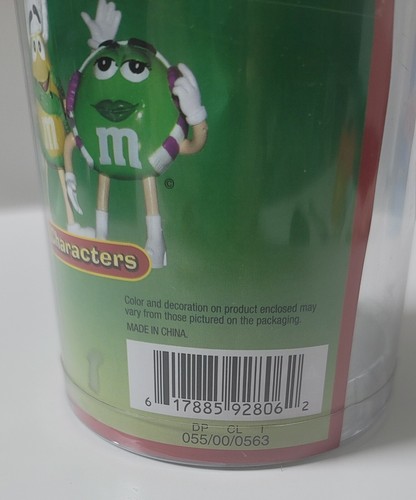 m
m
©
characters
Color and decoration on product enclosed may
vary from those pictured on the packaging.
MADE IN CHINA.
6 17885 92806 2
DP CL I
055/00/0563